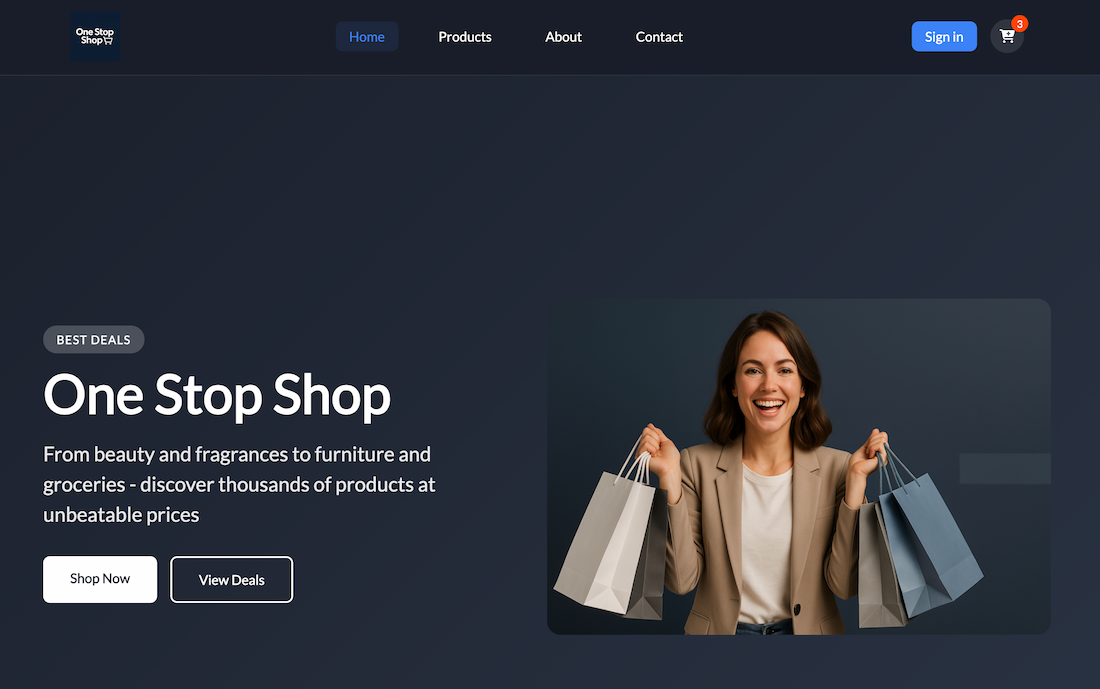 One Stop
Shop
Home
Products
About
Contact
Sign in
3
BEST DEALS
One Stop Shop
From beauty and fragrances to furniture and
groceries - discover thousands of products at
unbeatable prices
Shop Now
View Deals